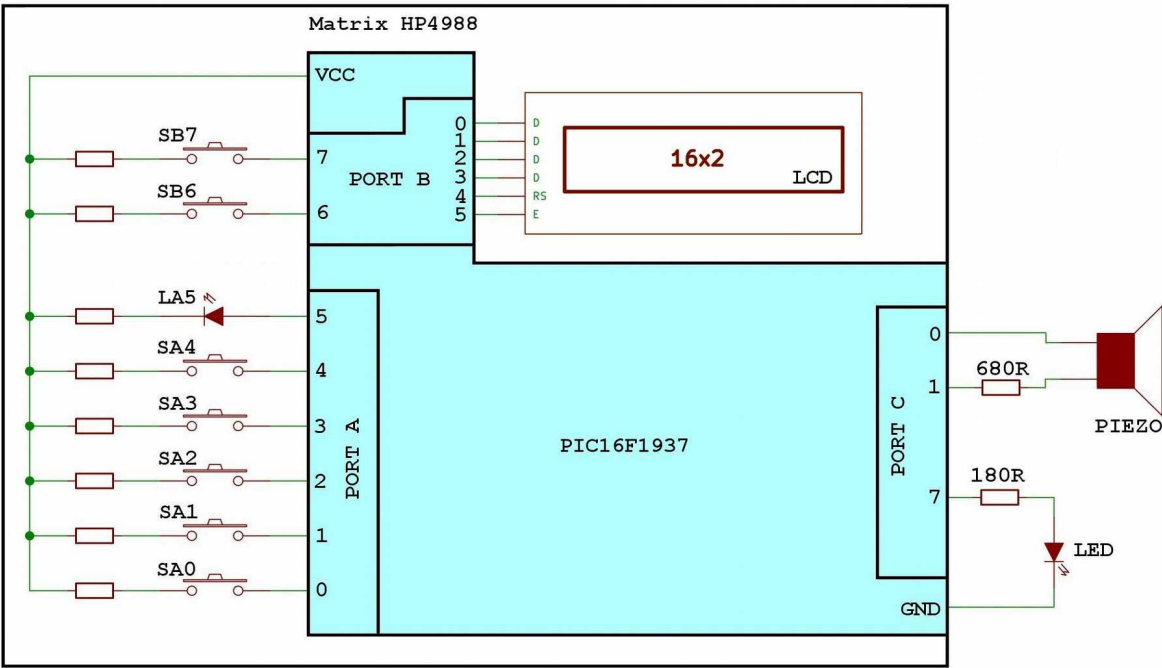 Matrix HP4988
VCC
SB7
7
SB6
6
PORT B
0
1
2
3
4
5
D
D
D
D
RS
E
16x2
LCD
LA5
5
SA4
4
SA3
3
SA2
2
SA1
1
SA0
0
PORT A
PIC16F1937
PORT C
0
1
7
GND
680R
PIEZO
180R
LED